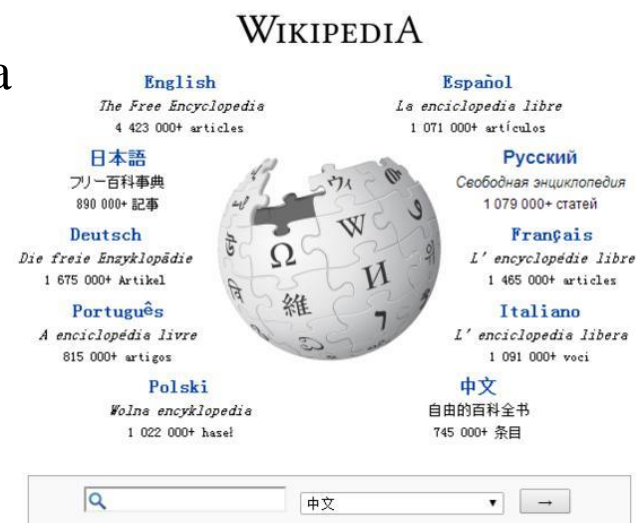 WIKIPEDIA
a
English
The Free Encyclopedia
4 423 000+ articles
Español
La enciclopedia libre
1 071 000+ artículos
日本語
フリー百科事典
890 000+ 記事
Русский
Свободная энциклопедия
1 079 000+ статей
Deutsch
Die freie Enzyklopädie
1 675 000+ Artikel
Français
L' encyclopédie libre
1 465 000+ articles
Português
A enciclopédia livre
815 000+ artigos
Italiano
L' enciclopedia libera
1 091 000+ voci
Polski
Wolna encyklopedia
1 022 000+ haseł
中文
自由的百科全书
745 000+ 条目
Ω
W
И
維
ウィ
7
中文
→